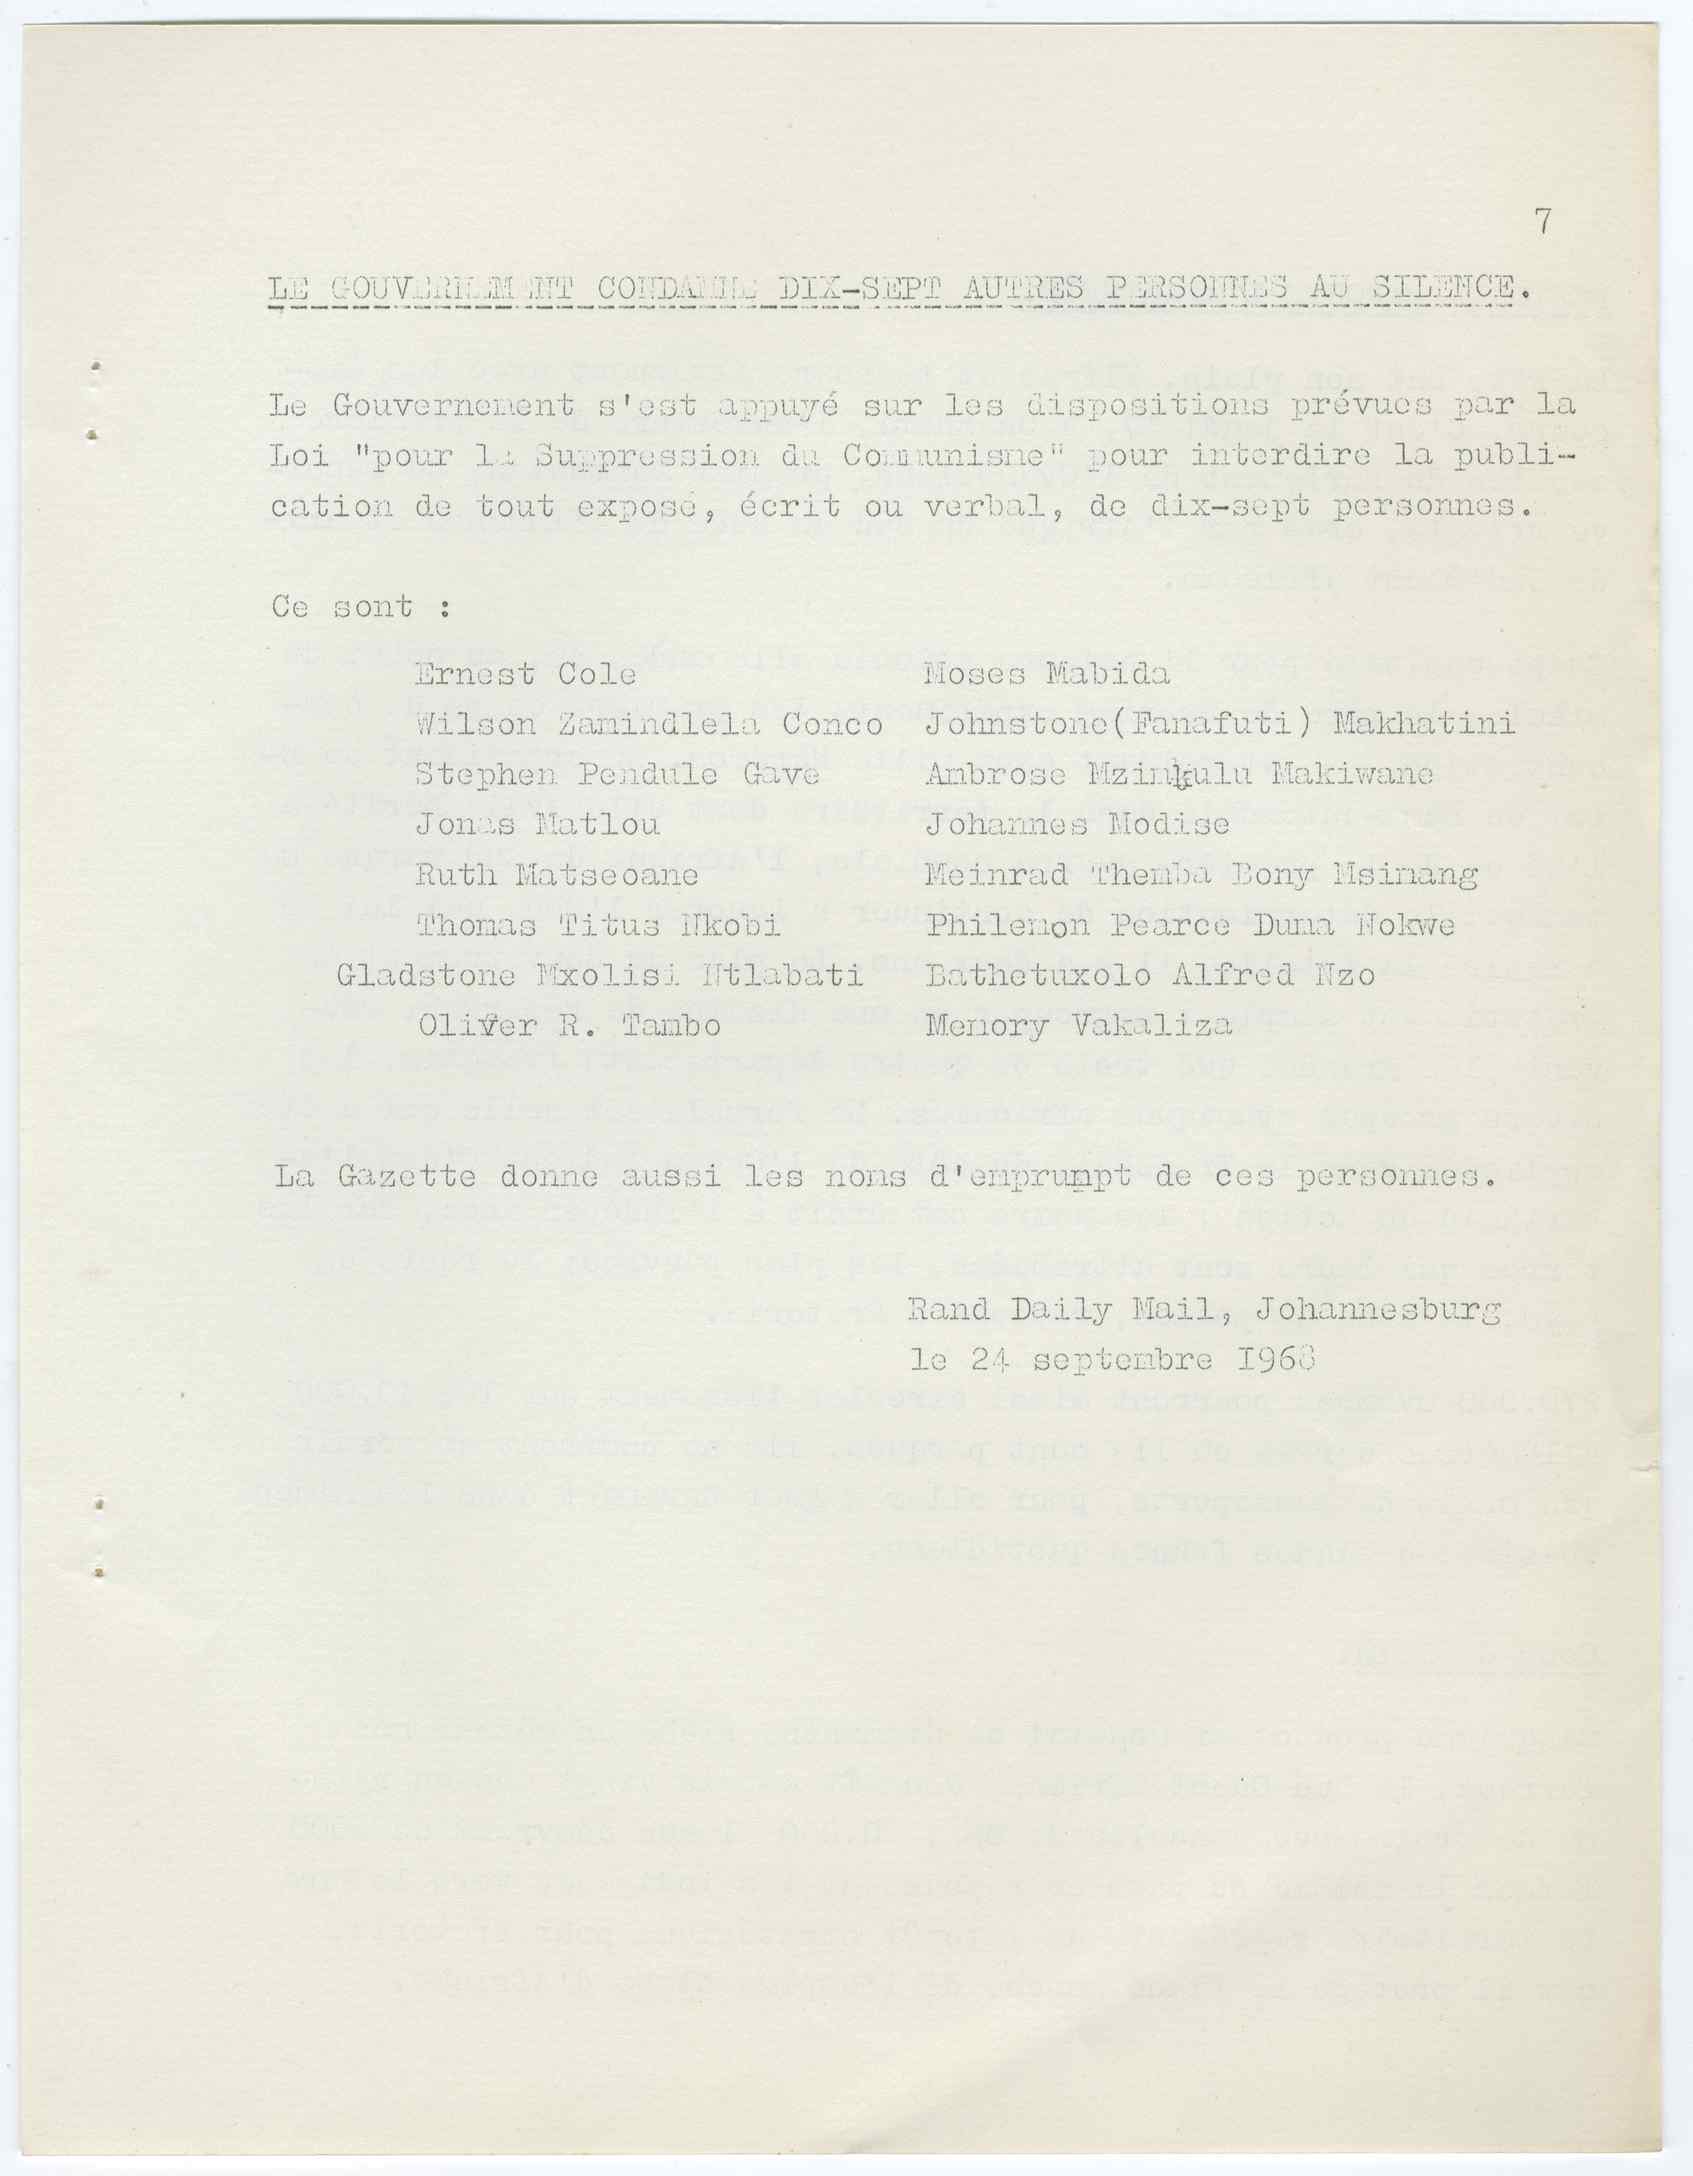 7
LE GOUVERNEMENT CONDAMNE DIX-SEPT AUTRES PERSONNES AU SILENCE.
Le Gouvernement s'est appuyé sur les dispositions prévues par la
Loi "pour la Suppression du Communisme" pour interdire la publi-
cation de tout exposé, écrit ou verbal, de dix-sept personnes.
Ce sont :
Ernest Cole Moses Mabida
Wilson Zamindlela Conco Johnstone(Fanafuti) Makhatini
Stephen Pendule Gave Ambrose Mzimkulu Makiwane
Jonas Matlou Johannes Modise
Ruth Matseoane Meinrad Themba Bony Msimang
Thomas Titus Nkobi Philemon Pearce Duma Nokwe
Gladstone Mxolisi Ntlabati Bathetuxolo Alfred Nzo
Oliver R. Tambo Memory Vakaliza
La Gazette donne aussi les noms d'emprumpt de ces personnes.
Rand Daily Mail, Johannesburg
le 24 septembre I968